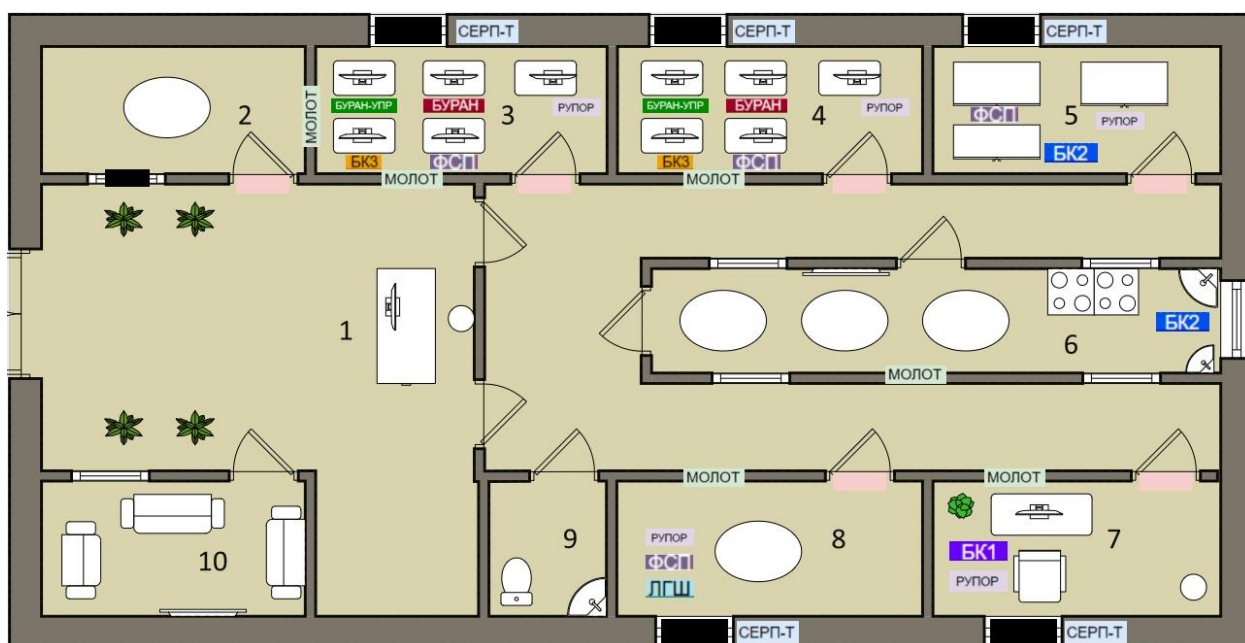 СЕРП-Т
СЕРП-Т
СЕРП-Т
2
МОЛОТ
БУРАН-УПР
БУРАН
3
РУПОР
БК3
ФСП
МОЛОТ
БУРАН-УПР
БУРАН
4
РУПОР
БК3
ФСП
МОЛОТ
ФСП
5
РУПОР
БК2
1
6
БК2
МОЛОТ
10
9
МОЛОТ
РУПОР
ФСП
ЛГШ
8
СЕРП-Т
МОЛОТ
БК1
7
РУПОР
СЕРП-Т